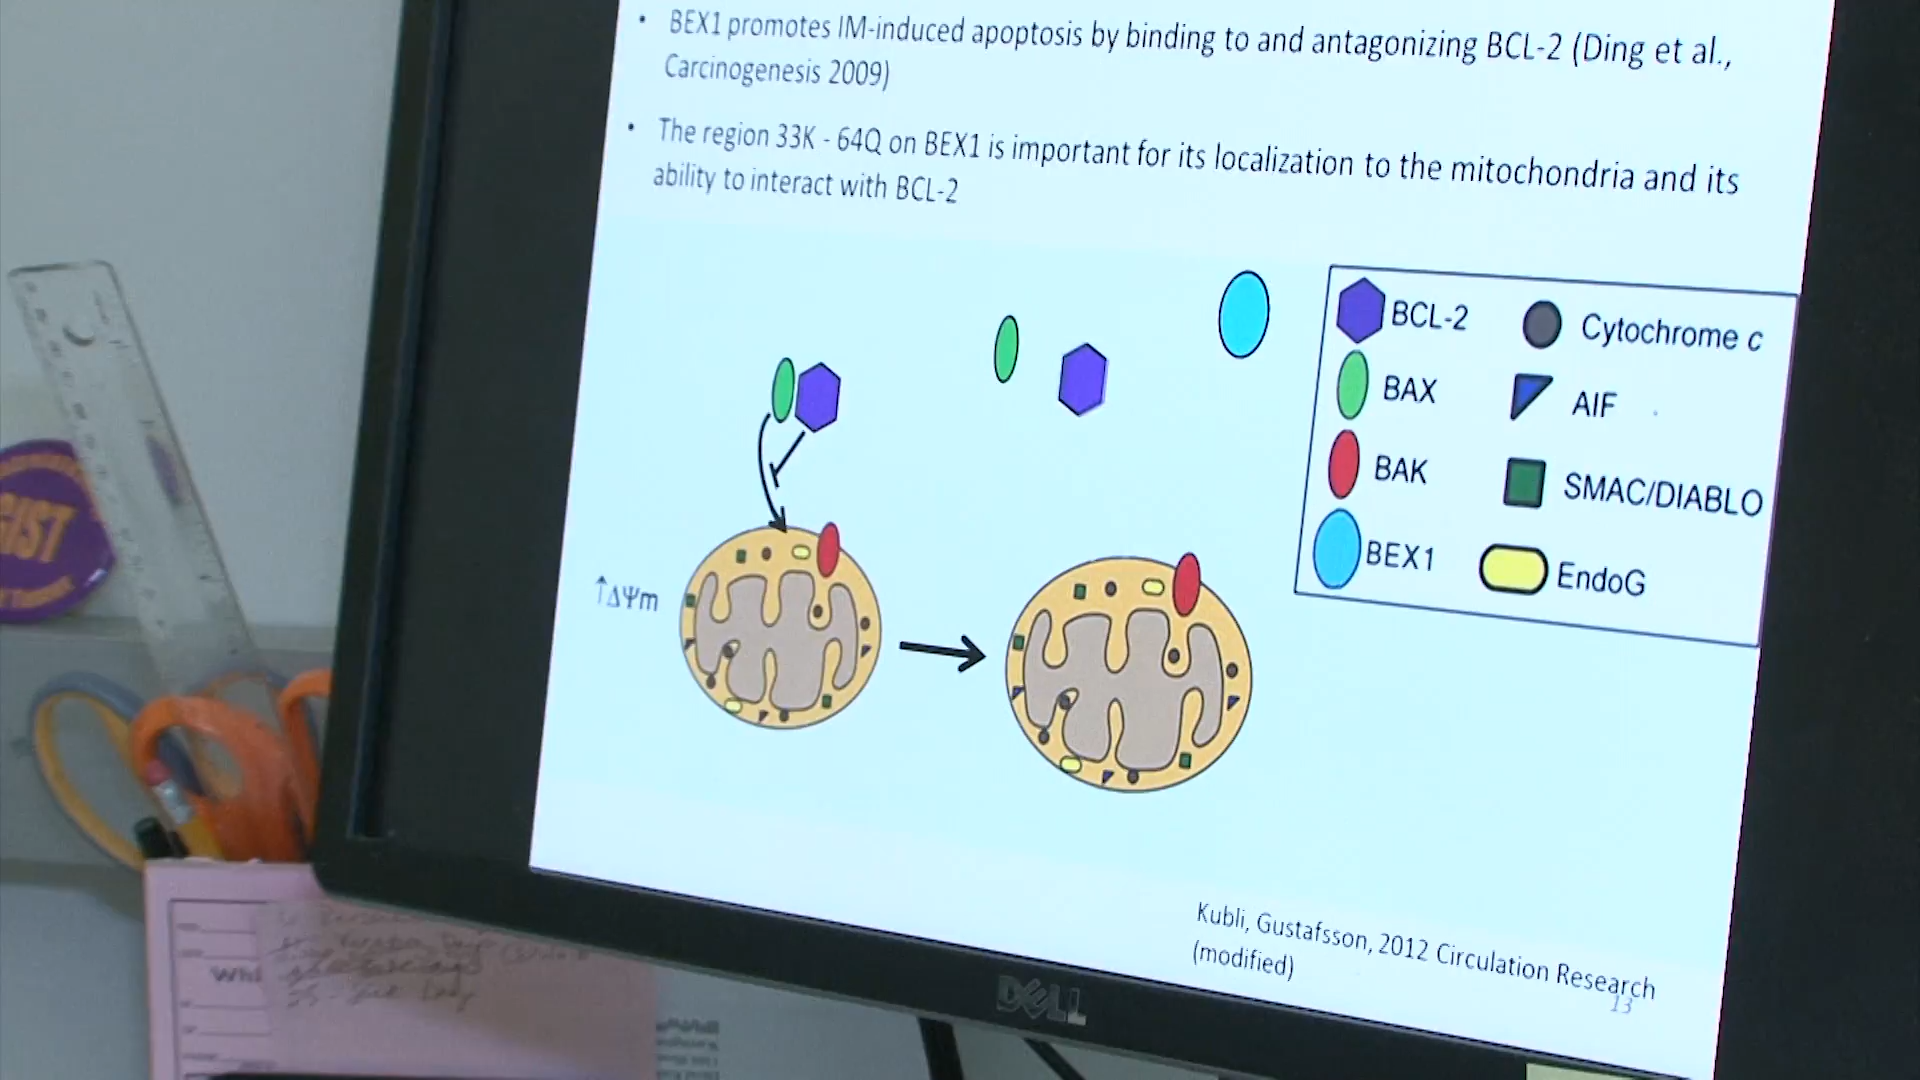 • BEX1 promotes IM-induced apoptosis by binding to and antagonizing BCL-2 (Ding et al.,
Carcinogenesis 2009)
• The region 33K - 64Q on BEX1 is important for its localization to the mitochondria and its
ability to interact with BCL-2
BCL-2
Cytochrome c
BAX
AIF
BAK
SMAC/DIABLO
BEX1
EndoG
↑ΔΨm
Kubli, Gustafsson, 2012 Circulation Research
(modified)
13
DELL
GIST